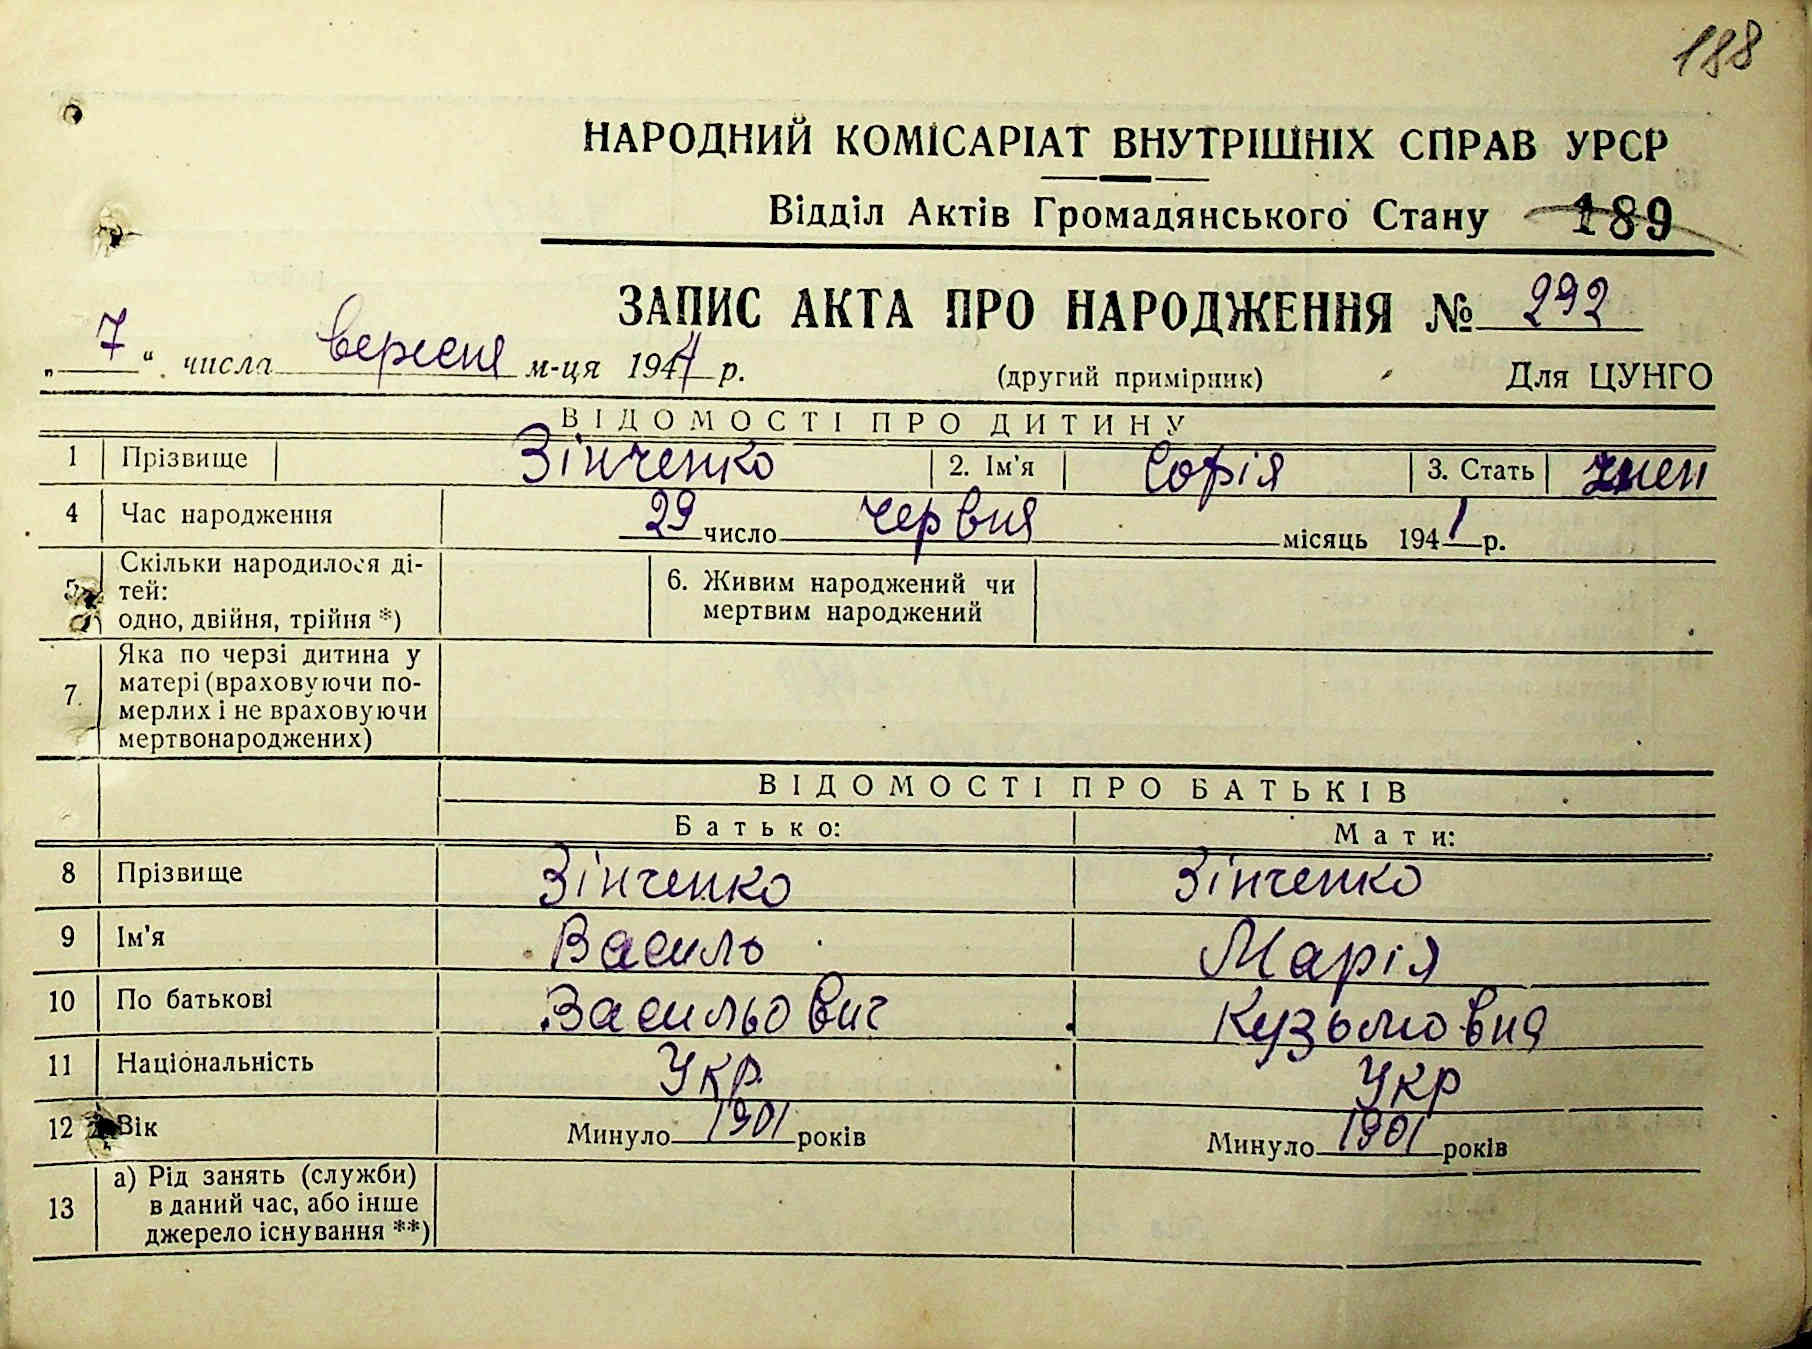 188
НАРОДНИЙ КОМІСАРІАТ ВНУТРІШНІХ СПРАВ УРСР
Відділ Актів Громадянського Стану 189
ЗАПИС АКТА ПРО НАРОДЖЕННЯ № 292
„7“ числа вересня м-ця 1944 р. (другий примірник) Для ЦУНГО
ВІДОМОСТІ ПРО ДИТИНУ
1 Прізвище Зінченко 2. Ім'я Софія 3. Стать жен
4 Час народження 29 число червня місяць 1941 р.
5 Скільки народилося ді-
тей:
одно, двійня, трійня *)
6. Живим народжений чи
мертвим народжений
7. Яка по черзі дитина у
матері (враховуючи по-
мерлих і не враховуючи
мертвонароджених)
ВІДОМОСТІ ПРО БАТЬКІВ
Батько: Мати:
8 Прізвище Зінченко Зінченко
9 Ім'я Василь Марія
10 По батькові Васильович Кузьмовна
11 Національність Укр. Укр
12 Вік Минуло 1901 років Минуло 1901 років
13 а) Рід занять (служби)
в даний час, або інше
джерело існування **)